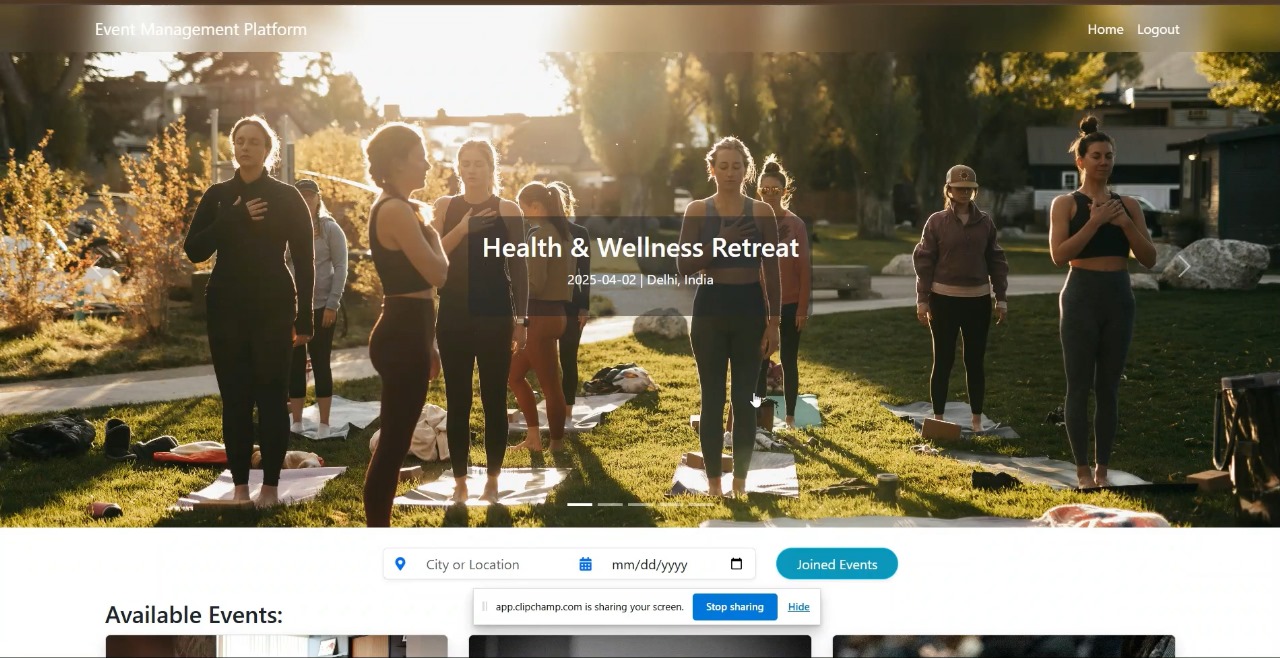 Event Management Platform
Home
Logout
Health & Wellness Retreat
2025-04-02 | Delhi, India
City or Location
mm/dd/yyyy
Joined Events
app.clipchamp.com is sharing your screen.
Stop sharing
Hide
Available Events: